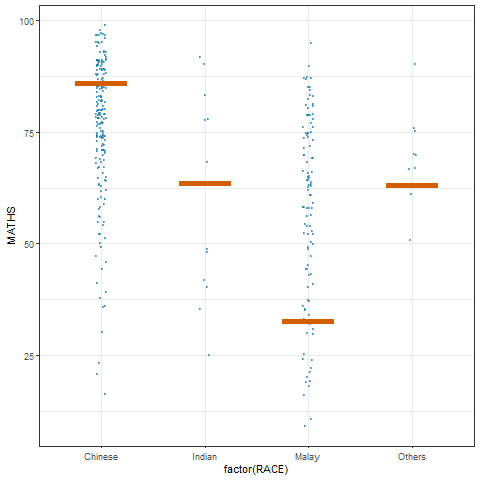 100
75
50
25
MATHS
Chinese
Indian
Malay
Others
factor(RACE)